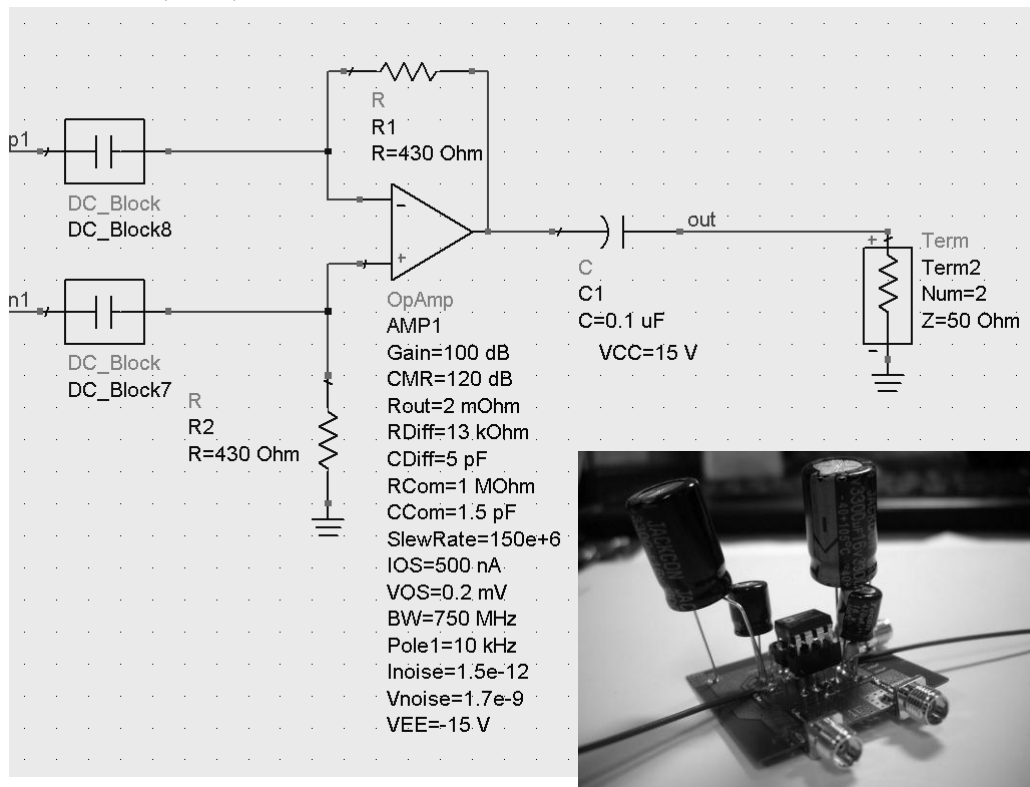 R
R1
R=430 Ohm
p1
DC_Block
DC_Block8
out
Term
Term2
Num=2
Z=50 Ohm
+
-
-
+
C
C1
C=0.1 uF
VCC=15 V
n1
DC_Block
DC_Block7
R
R2
R=430 Ohm
OpAmp
AMP1
Gain=100 dB
CMR=120 dB
Rout=2 mOhm
RDiff=13 kOhm
CDiff=5 pF
RCom=1 MOhm
CCom=1.5 pF
SlewRate=150e+6
IOS=500 nA
VOS=0.2 mV
BW=750 MHz
Pole1=10 kHz
Inoise=1.5e-12
Vnoise=1.7e-9
VEE=-15 V
JACKCON